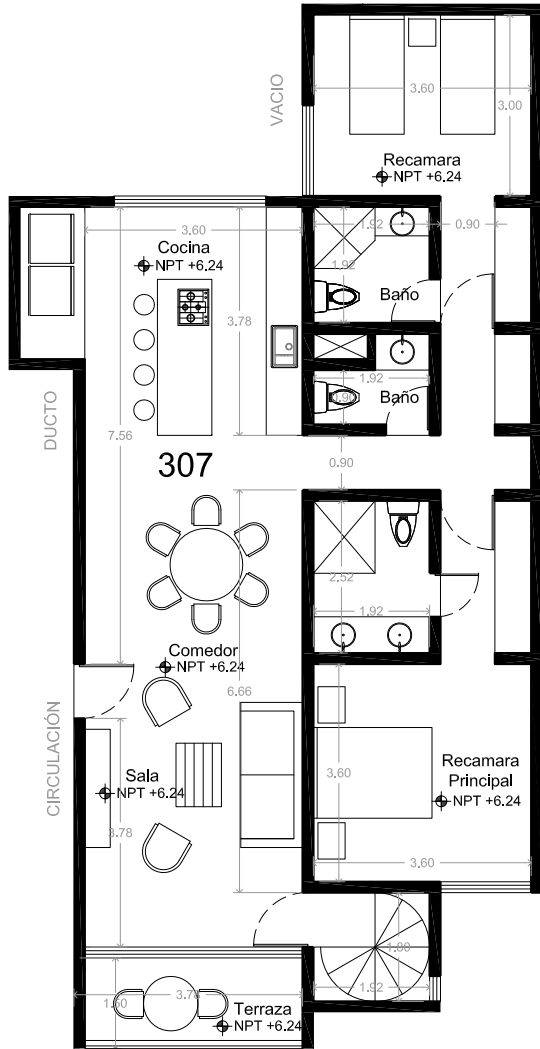 3.60
3.00
VACIO
Recamara
NPT +6.24
3.60
1.92
0.90
Cocina
NPT +6.24
1.92
Baño
3.78
1.92
0.90
Baño
DUCTO
7.56
307
0.90
2.52
1.92
Comedor
NPT +6.24
6.66
CIRCULACIÓN
Sala
NPT +6.24
3.78
3.60
Recamara
Principal
NPT +6.24
3.60
1.80
1.92
3.78
1.50
Terraza
NPT +6.24